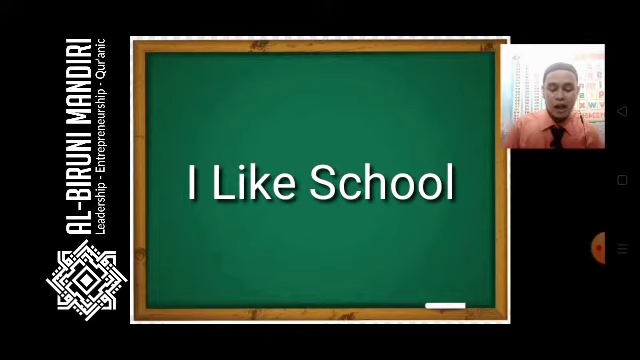 AL-BIRUNI MANDIRI
Leadership - Entrepreneurship - Qur'anic
I Like School